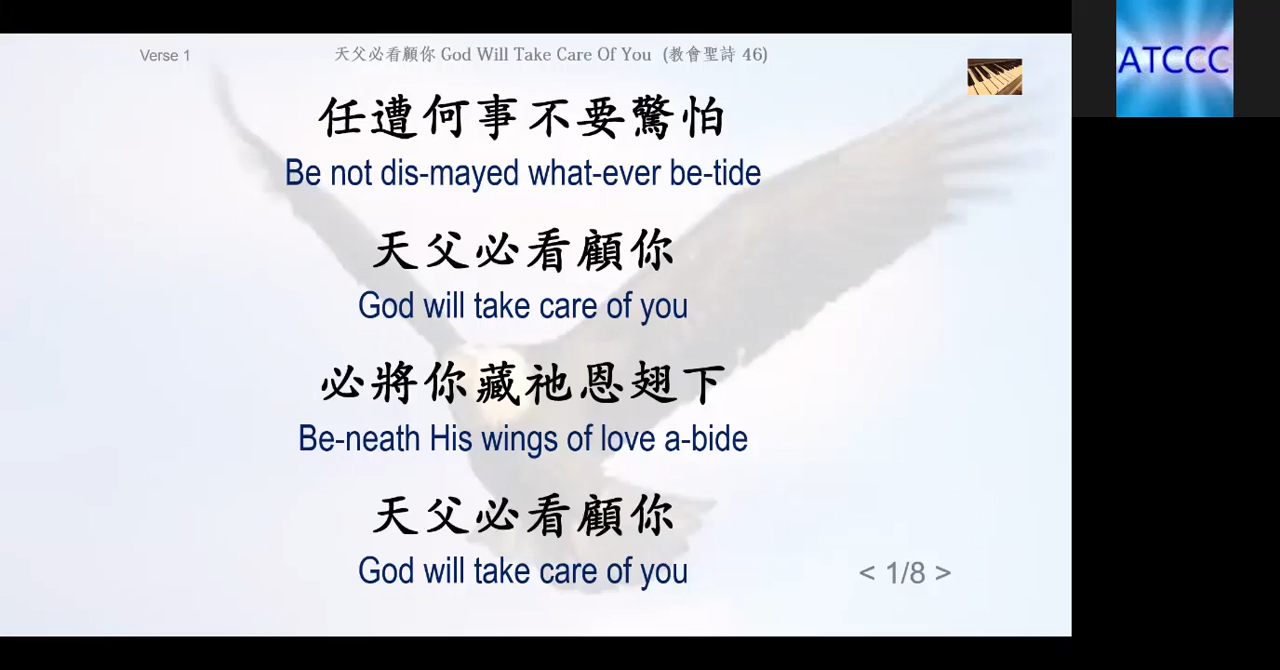 Verse 1
天父必看顧你 God Will Take Care Of You (教會聖詩 46)
ATCCC
任遭何事不要驚怕
Be not dis-mayed what-ever be-tide
天父必看顧你
God will take care of you
必將你藏祂恩翅下
Be-neath His wings of love a-bide
天父必看顧你
God will take care of you
< 1/8 >